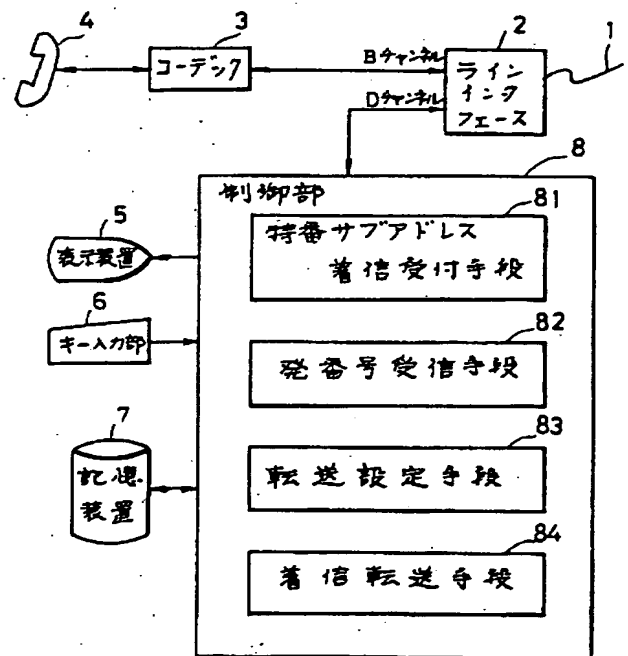 4
3
コーデック
Bチャンネル
Dチャンネル
2
ライン
インタ
フェース
1
8
制御部
81
特番サブアドレス
着信受付手段
82
発番号受信手段
83
転送設定手段
84
着信転送手段
5
表示装置
6
キー入力部
7
記憶
装置